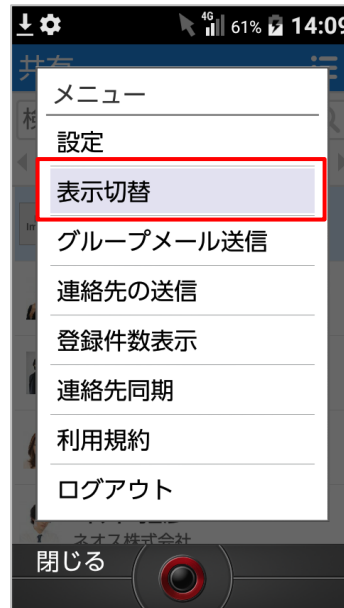 4G 61% 14:09
共有
メニュー
設定
表示切替
グループメール送信
連絡先の送信
登録件数表示
連絡先同期
利用規約
ログアウト
ネオス株式会社
閉じる